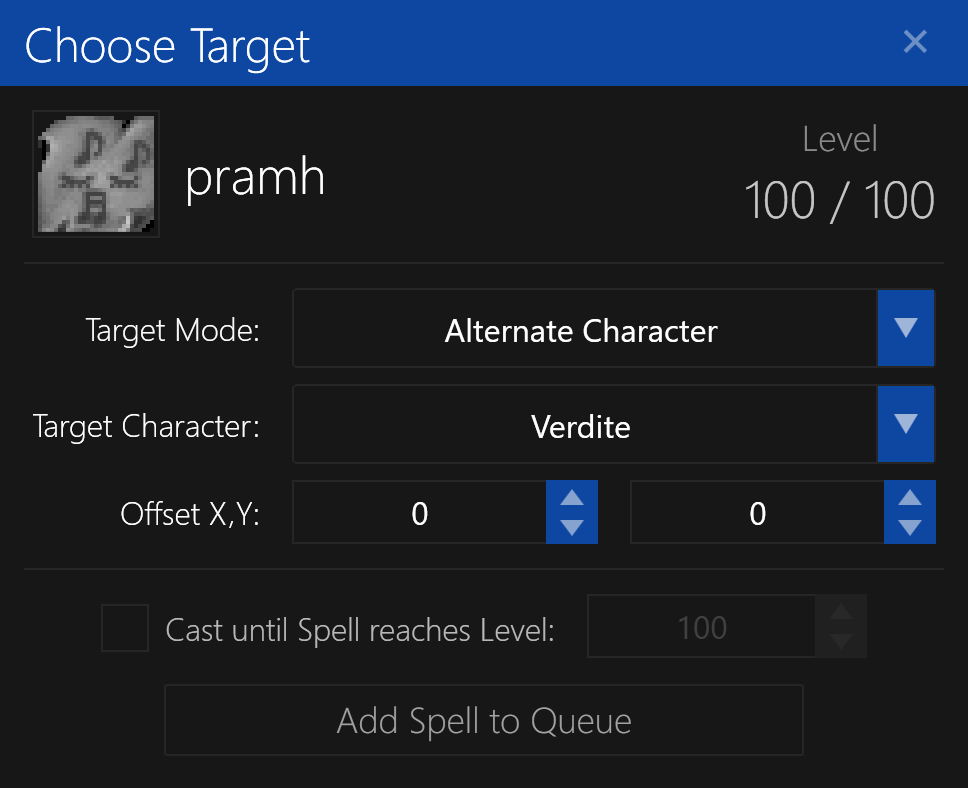 Choose Target
pramh
Level
100 / 100
Target Mode:
Alternate Character
Target Character:
Verdite
Offset X,Y:
0
0
Cast until Spell reaches Level:
100
Add Spell to Queue